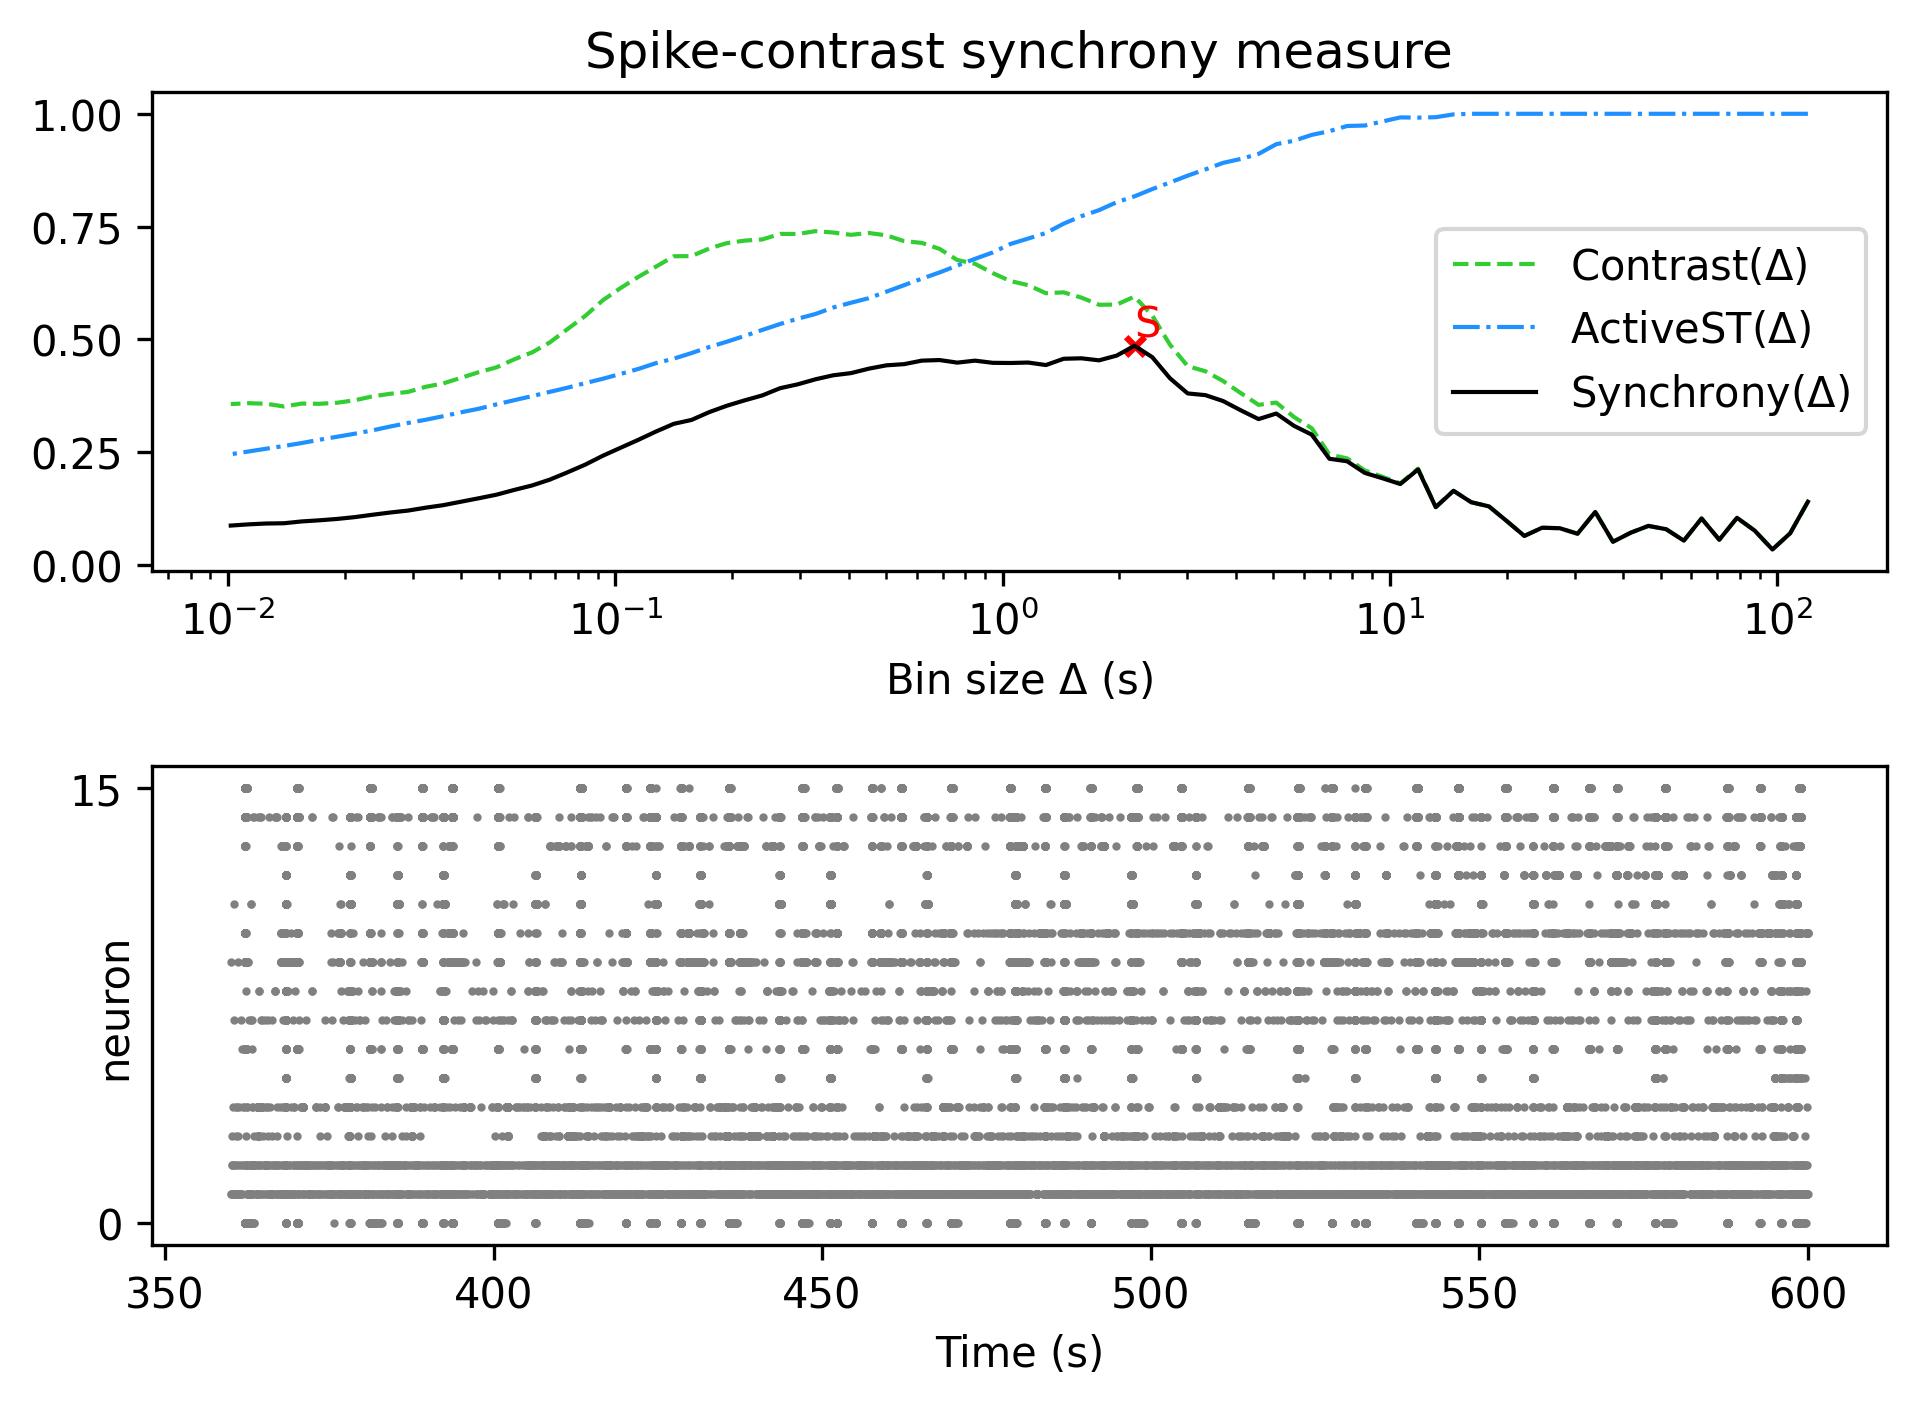 Spike-contrast synchrony measure
1.00
0.75
0.50
0.25
0.00
S
Contrast(Δ)
ActiveST(Δ)
Synchrony(Δ)
10⁻² 10⁻¹ 10⁰ 10¹ 10²
Bin size Δ (s)
15
neuron
0
350 400 450 500 550 600
Time (s)